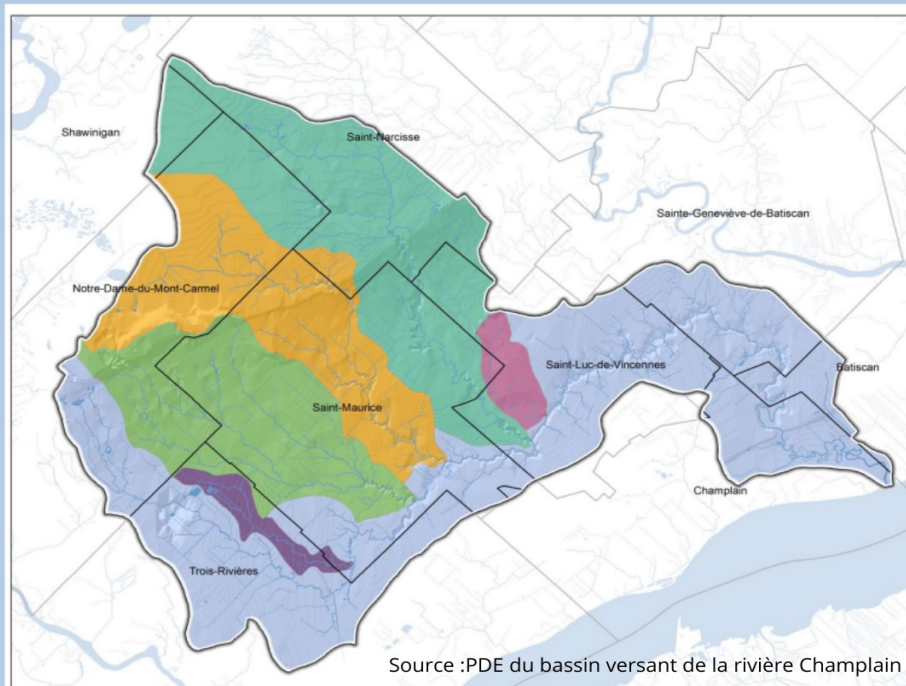 Shawinigan
Saint-Narcisse
Sainte-Geneviève-de-Batiscan
Notre-Dame-du-Mont-Carmel
Saint-Luc-de-Vincennes
Batiscan
Saint-Maurice
Champlain
Trois-Rivières
Source :PDE du bassin versant de la rivière Champlain